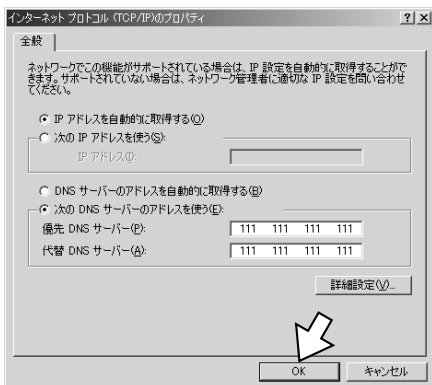 インターネット プロトコル (TCP/IP)のプロパティ
? ×
全般
ネットワークでこの機能がサポートされている場合は、IP 設定を自動的に取得することがで
きます。サポートされていない場合は、ネットワーク管理者に適切な IP 設定を問い合わせ
てください。
IP アドレスを自動的に取得する(O)
次の IP アドレスを使う(S):
IP アドレス(I):
DNS サーバーのアドレスを自動的に取得する(B)
次の DNS サーバーのアドレスを使う(E):
優先 DNS サーバー(P): 111 111 111 111
代替 DNS サーバー(A): 111 111 111 111
詳細設定(V)...
OK キャンセル